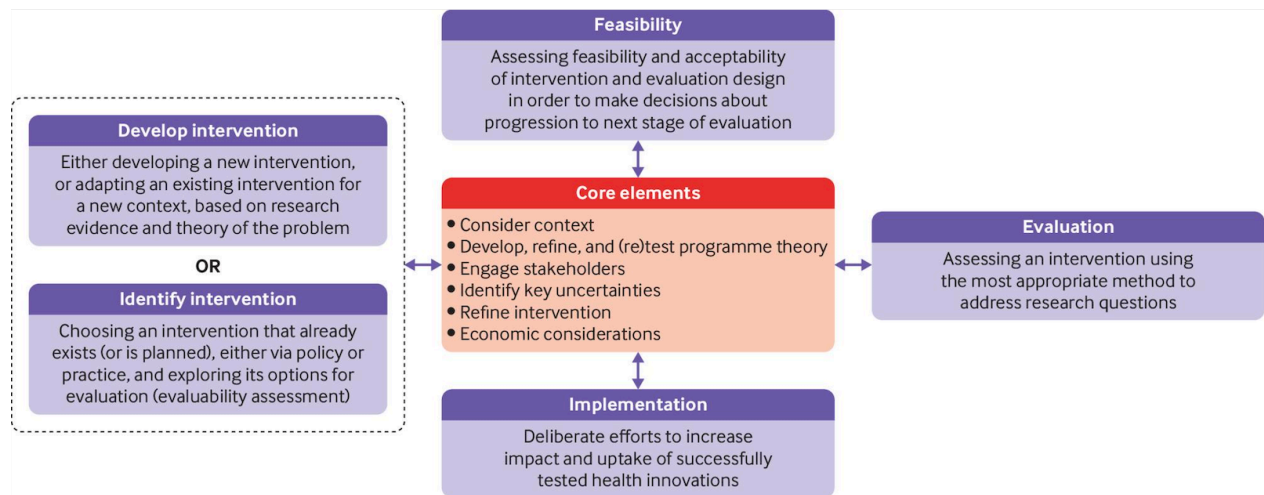 Feasibility
Assessing feasibility and acceptability
of intervention and evaluation design
in order to make decisions about
progression to next stage of evaluation
Develop intervention
Either developing a new intervention,
or adapting an existing intervention for
a new context, based on research
evidence and theory of the problem
OR
Identify intervention
Choosing an intervention that already
exists (or is planned), either via policy or
practice, and exploring its options for
evaluation (evaluability assessment)
Core elements
• Consider context
• Develop, refine, and (re)test programme theory
• Engage stakeholders
• Identify key uncertainties
• Refine intervention
• Economic considerations
Evaluation
Assessing an intervention using
the most appropriate method to
address research questions
Implementation
Deliberate efforts to increase
impact and uptake of successfully
tested health innovations